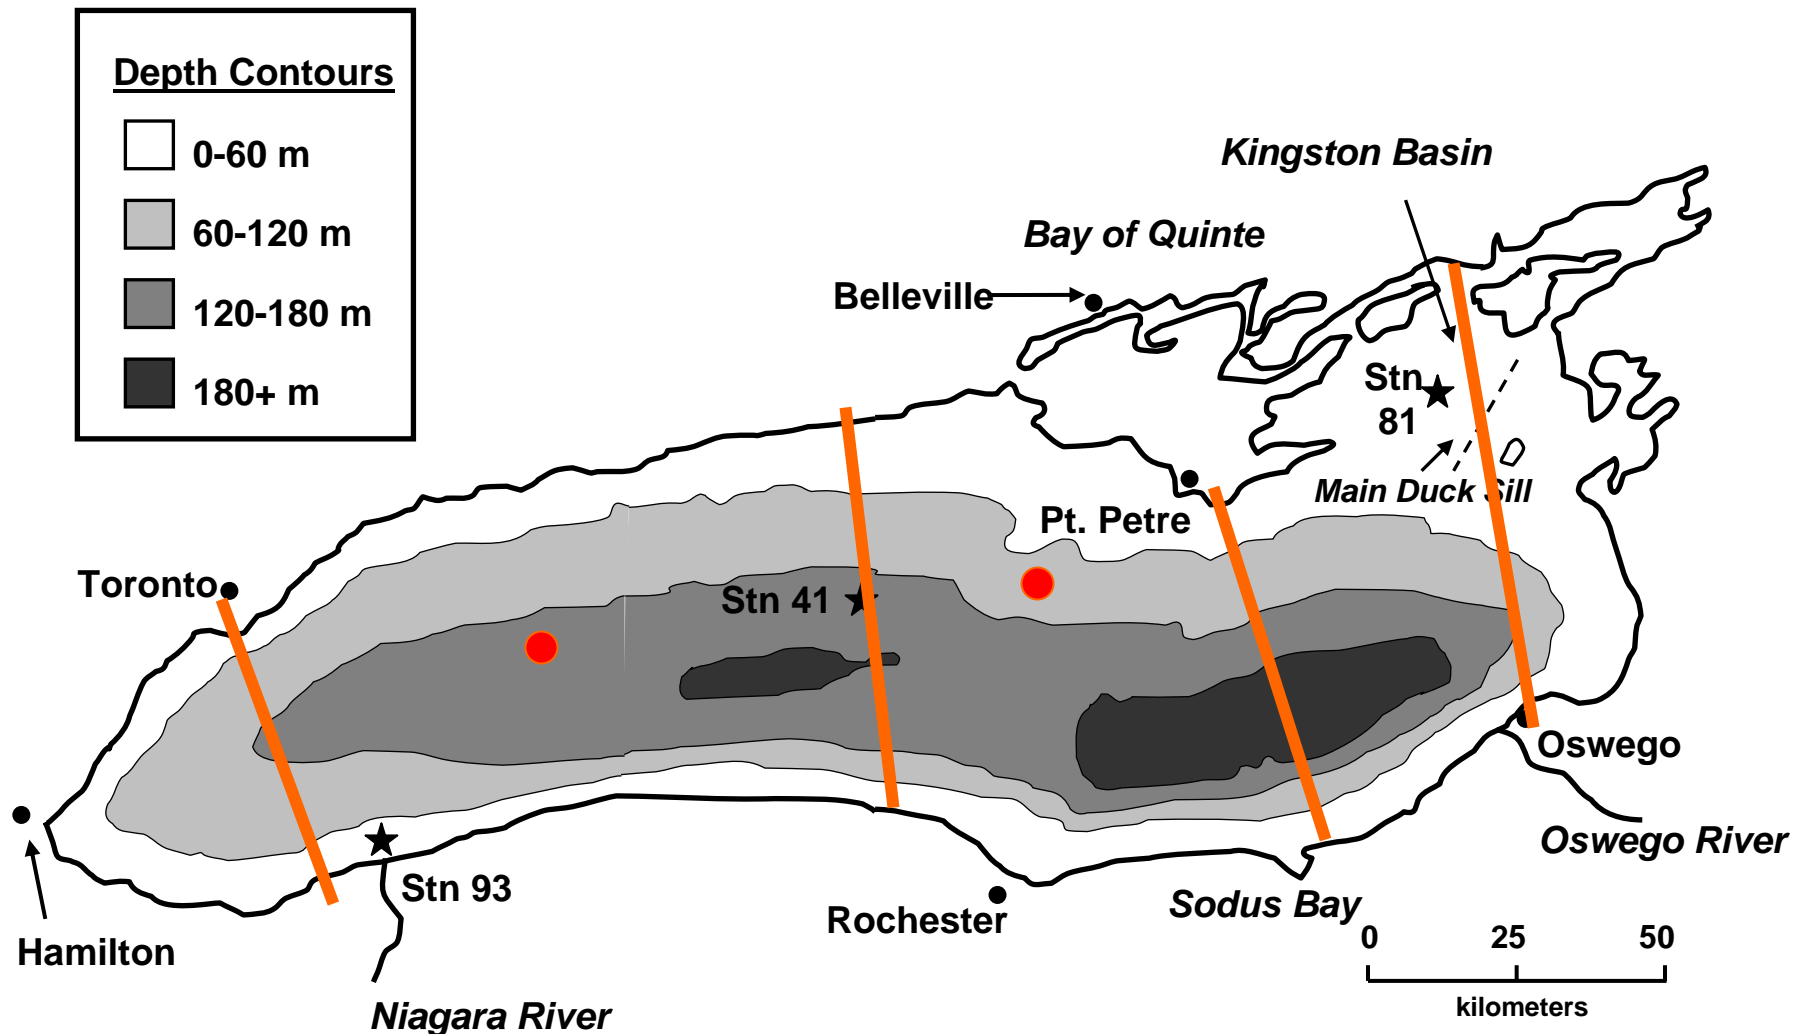 Depth Contours
0-60 m
60-120 m
120-180 m
180+ m
Kingston Basin
Bay of Quinte
Belleville
Stn
81
Main Duck Sill
Pt. Petre
Toronto
Stn 41
Oswego
Oswego River
Stn 93
Sodus Bay
Rochester
Hamilton
Niagara River
0 25 50
kilometers